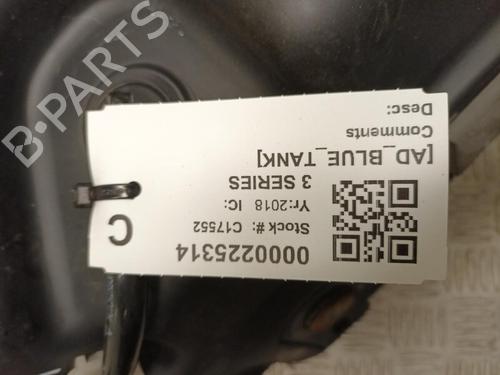 0000225314
Stock#: C17552
Yr:2018 IC:
3 SERIES
[AD_BLUE_TANK]
Comments
Desc:
C
B-PARTS